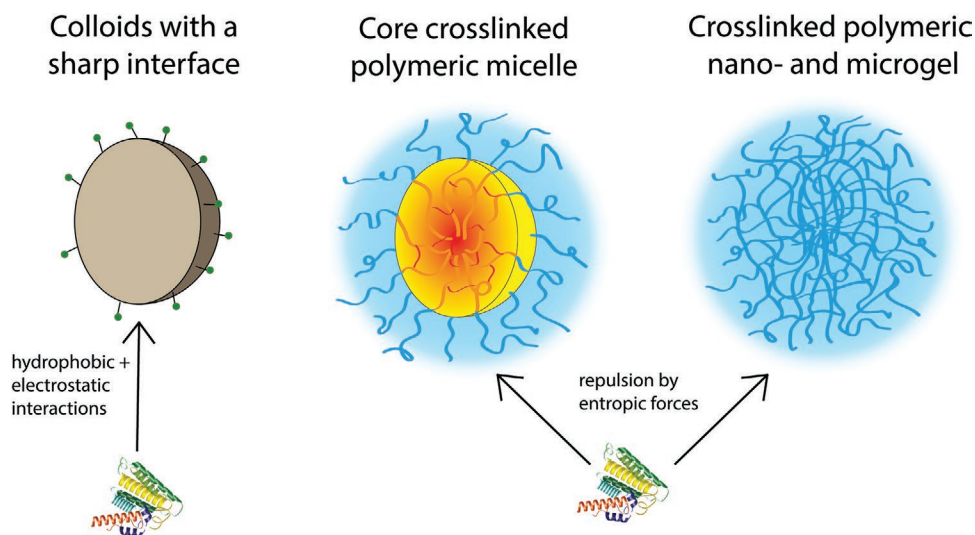 Colloids with a
sharp interface
Core crosslinked
polymeric micelle
Crosslinked polymeric
nano- and microgel
hydrophobic +
electrostatic
interactions
repulsion by
entropic forces